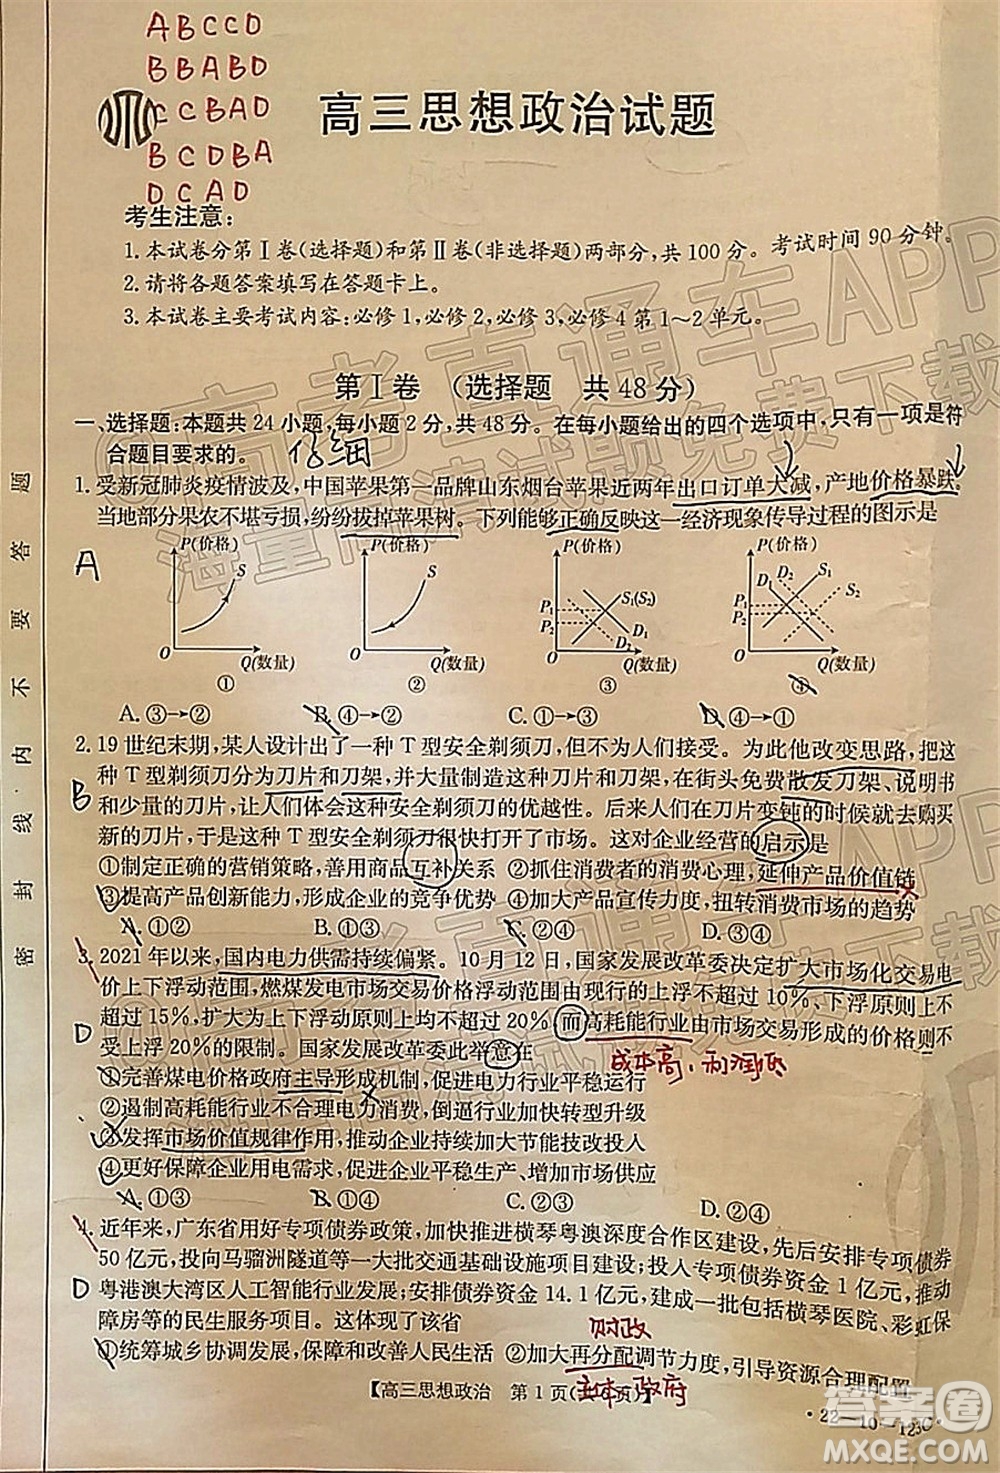 ABCCD
BBABD
CCBAD
BCDBA
DCAD
高三思想政治试题
考生注意:
1.本试卷分第Ⅰ卷(选择题)和第Ⅱ卷(非选择题)两部分,共100分。考试时间90分钟。
2.请将各题答案填写在答题卡上。
3.本试卷主要考试内容:必修1,必修2,必修3,必修4第1~2单元。
第Ⅰ卷 (选择题 共48分)
一、选择题:本题共24小题,每小题2分,共48分。在每小题给出的四个选项中,只有一项是符
合题目要求的。
仔细
1.受新冠肺炎疫情波及,中国苹果第一品牌山东烟台苹果近两年出口订单大减,产地价格暴跌。
当地部分果农不堪亏损,纷纷拔掉苹果树。下列能正确反映这一经济现象传导过程的图示是
A
P(价格) P(价格) P(价格) P(价格)
S S S₁(S₂) D₁ D₂ S₁ S₂
P₁ P₂ D₂ D₁ P₁ P₂
O Q(数量) O Q(数量) O Q(数量) O Q(数量)
① ② ③ ④
A.③→② B.④→② C.①→③ D.④→①
2.19世纪末期,某人设计出了一种T型安全剃须刀,但不为人们接受。为此他改变思路,把这
种T型剃须刀分为刀片和刀架,并大量制造这种新式剃须刀,在街头免费散发刀架、说明书
B
和少量的刀片,让人们体会这种安全剃须刀的优越性。后来人们在刀片变钝的时候就会购买
新的刀片,于是这种T型安全剃须刀很快打开了市场。这对企业经营的启示是
①制定正确的营销策略,善用商品互补关系 ②抓住消费者的消费心理,延伸产品价值链
③提高产品创新能力,形成企业的竞争优势 ④加大产品宣传力度,扭转消费市场的趋势
A.①③ B.①④ C.②③ D.②④
3.2021年以来,国内电力供需持续偏紧。10月12日,国家发展改革委决定扩大市场化交易电
价上下浮动范围,燃煤发电市场交易价格浮动范围由现行的上浮不超过10%、下浮原则上不
超过15%,扩大为上下浮动原则上均不超过20%,而高耗能行业由市场交易形成的价格则不
D
受上浮20%的限制。国家发展改革委此举意在
成本高,利润低
①完善煤电价格政府主导形成机制,促进电力行业平稳运行
②遏制高耗能行业不合理电力消费,倒逼行业加快转型升级
③发挥市场价值规律作用,推动企业持续加大节能技改投入
④更好保障企业用电需求,促进企业平稳生产、增加市场供应
A.①③ B.①④ C.②③ D.②④
4.近年来,广东省用好专项债券政策,加快推进横琴粤澳深度合作区建设,先后安排专项债券
50亿元,投向马骝洲隧道等一大批交通基础设施项目建设;投入专项债券资金1亿元,推动
D
粤港澳大湾区人工智能行业发展;安排债券资金14.1亿元,建成一批包括横琴医院、彩虹保
障房等的民生服务项目。以上体现了该省
财政
①统筹城乡协调发展,保障和改善人民生活 ②加大再分配调节力度,引导资源合理配置
主体 政府
【高三思想政治 第1页
·22-10-123C·
高考直通车APP
海量高清试题免费下载
密 封 线 内 不 要 答 题
答案圈
MXQE.COM